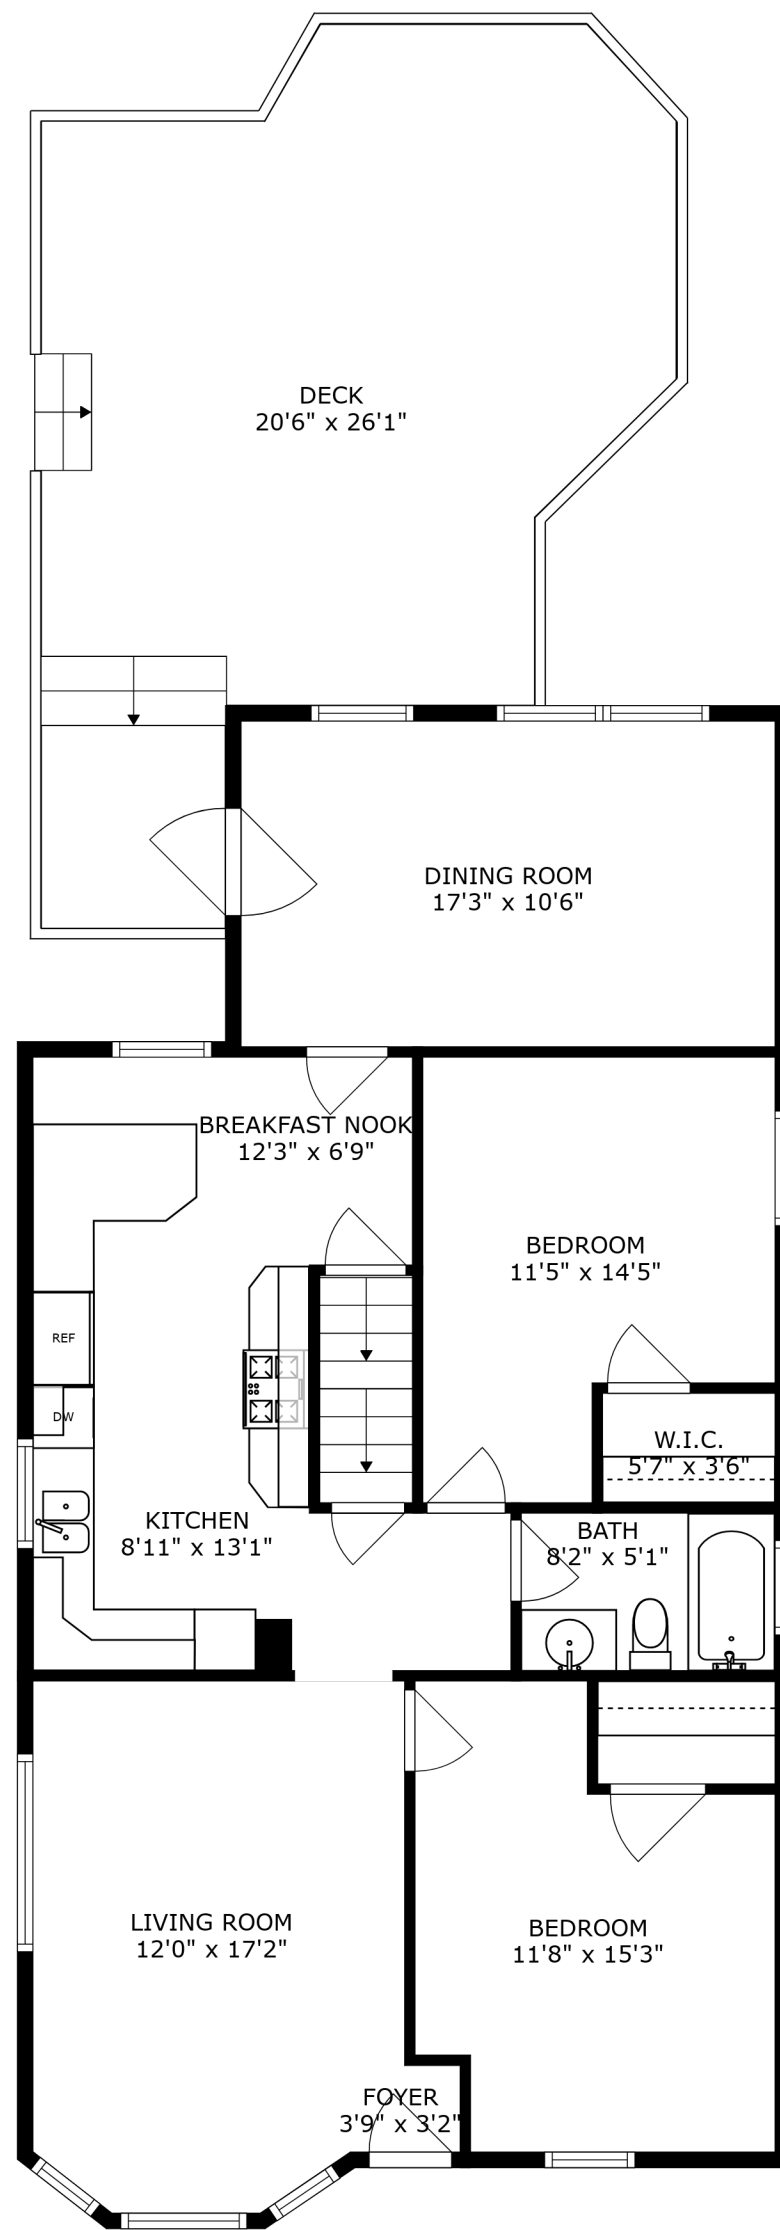 DECK
20'6" x 26'1"
DINING ROOM
17'3" x 10'6"
BREAKFAST NOOK
12'3" x 6'9"
BEDROOM
11'5" x 14'5"
REF
DW
W.I.C.
5'7" x 3'6"
KITCHEN
8'11" x 13'1"
BATH
8'2" x 5'1"
LIVING ROOM
12'0" x 17'2"
BEDROOM
11'8" x 15'3"
FOYER
3'9" x 3'2"